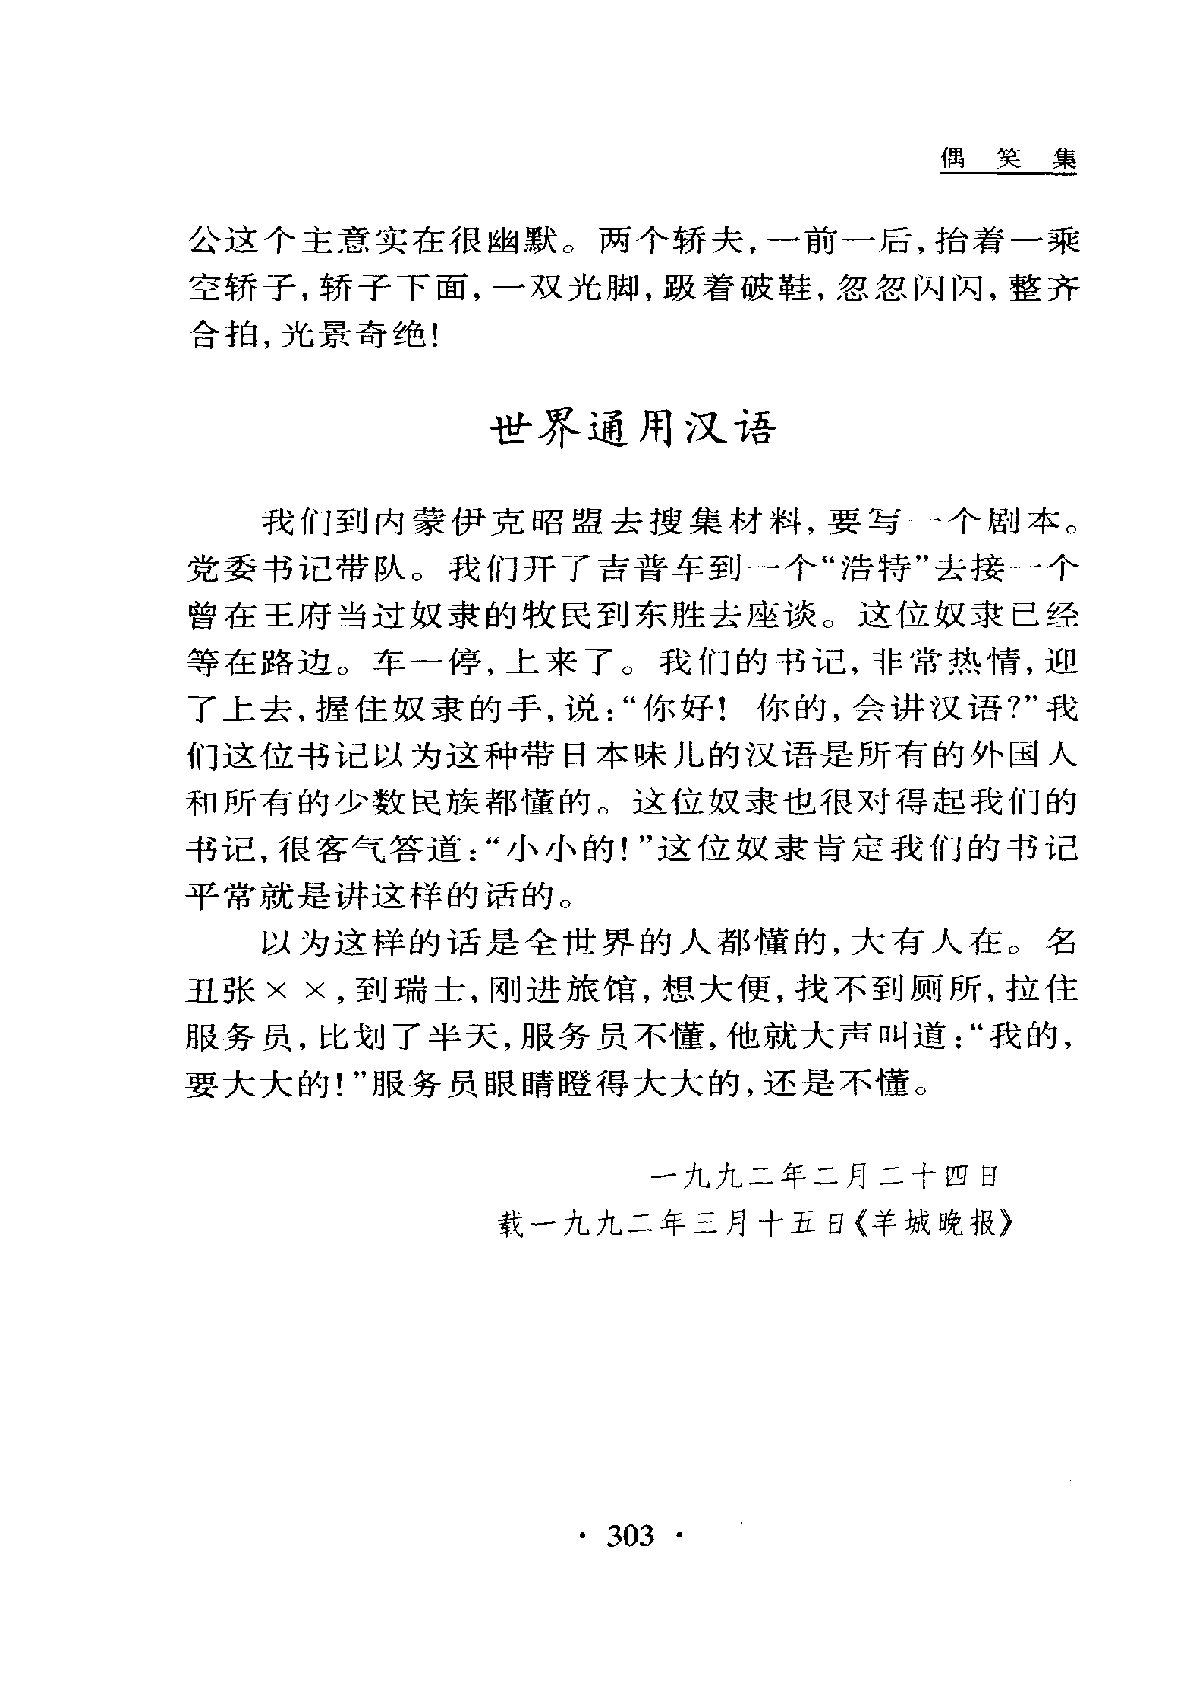 偶 笑 集
公这个主意实在很幽默。两个轿夫,一前一后,抬着一乘
空轿子,轿子下面,一双光脚,趿着破鞋,忽忽闪闪,整齐
合拍,光景奇绝!
世界通用汉语
我们到内蒙伊克昭盟去搜集材料,要写一个剧本。
党委书记带队。我们开了吉普车到一个“浩特”去接一个
曾在王府当过奴隶的牧民到东胜去座谈。这位奴隶已经
等在路边。车一停,上来了。我们的书记,非常热情,迎
了上去,握住奴隶的手,说:“你好! 你的,会讲汉语?”我
们这位书记以为这种带日本味儿的汉语是所有的外国人
和所有的少数民族都懂的。这位奴隶也很对得起我们的
书记,很客气答道:“小小的!”这位奴隶肯定我们的书记
平常就是讲这样的话的。
以为这样的话是全世界的人都懂的,大有人在。名
丑张××,到瑞士,刚进旅馆,想大便,找不到厕所,拉住
服务员,比划了半天,服务员不懂,他就大声叫道:“我的,
要大大的!”服务员眼睛瞪得大大的,还是不懂。
一九九二年二月二十四日
载一九九二年三月十五日《羊城晚报》
· 303 ·